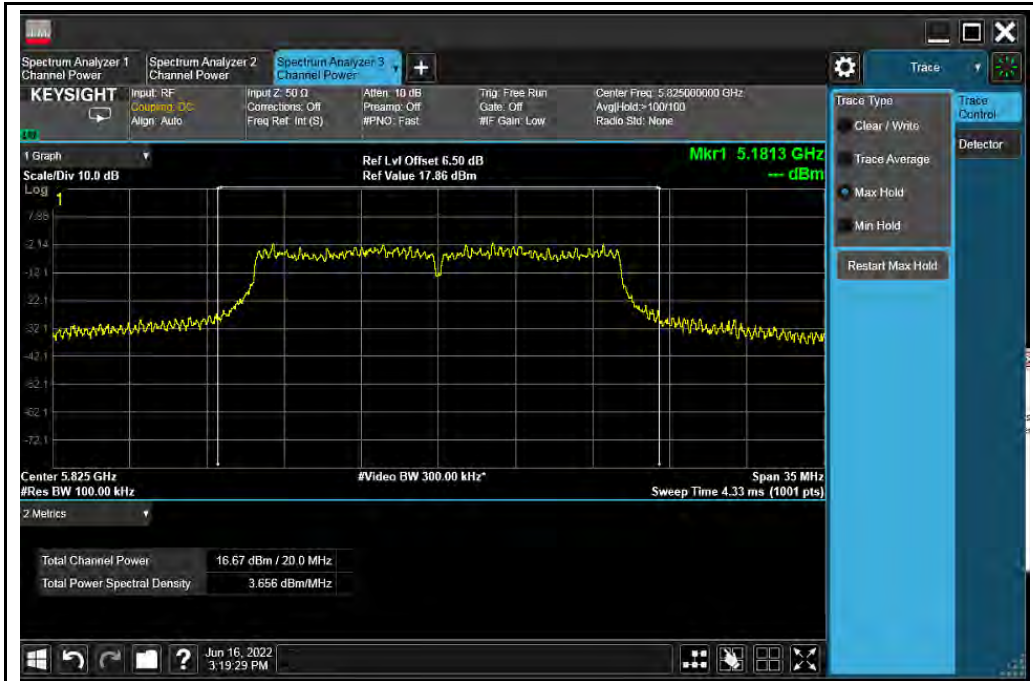 Spectrum Analyzer 1
Channel Power
Spectrum Analyzer 2
Channel Power
Spectrum Analyzer 3
Channel Power
Trace
KEYSIGHT
Input: RF
Coupling: DC
Align: Auto
Input Z: 50 Ω
Corrections: Off
Freq Ref: Int (S)
Atten: 10 dB
Preamp: Off
#PNO: Fast
Trig: Free Run
Gate: Off
#IF Gain: Low
Center Freq: 5.825000000 GHz
Avg|Hold:>100/100
Radio Std: None
Trace Type
Clear / Write
Trace Average
Max Hold
Min Hold
Restart Max Hold
Trace
Control
Detector
1 Graph
Scale/Div 10.0 dB
Ref Lvl Offset 6.50 dB
Ref Value 17.86 dBm
Mkr1 5.1813 GHz
--- dBm
Log
1
7.86
-2.14
-12.1
-22.1
-32.1
-42.1
-52.1
-62.1
-72.1
Center 5.825 GHz
#Res BW 100.00 kHz
#Video BW 300.00 kHz*
Span 35 MHz
Sweep Time 4.33 ms (1001 pts)
2 Metrics
Total Channel Power 16.67 dBm / 20.0 MHz
Total Power Spectral Density 3.656 dBm/MHz
?
Jun 16, 2022
3:19:29 PM